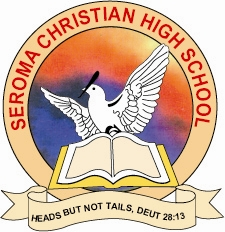 SEROMA CHRISTIAN HIGH SCHOOL
HEADS BUT NOT TAILS, DEUT 28:13